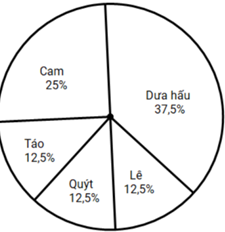 Cam
25%
Dưa hấu
37,5%
Táo
12,5%
Quýt
12,5%
Lê
12,5%